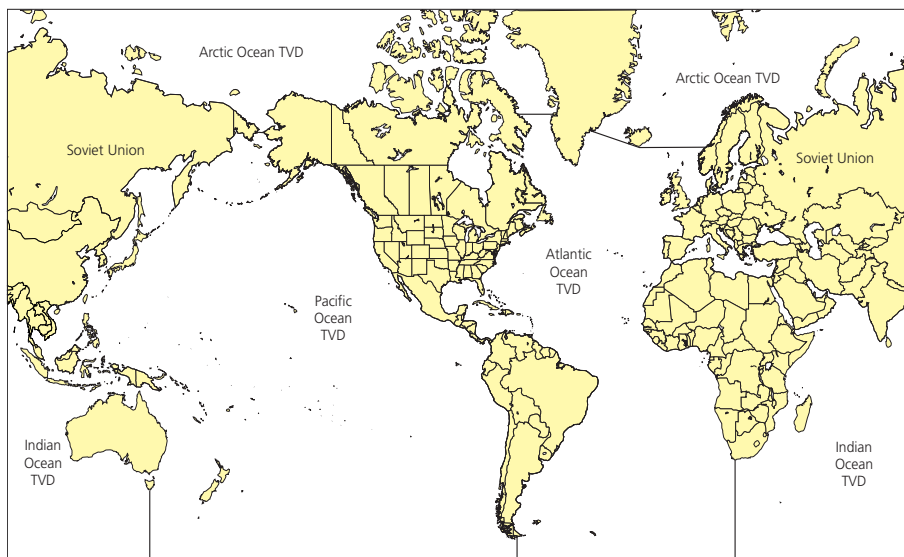 Arctic Ocean TVD
Arctic Ocean TVD
Soviet Union
Soviet Union
Atlantic
Ocean
TVD
Pacific
Ocean
TVD
Indian
Ocean
TVD
Indian
Ocean
TVD